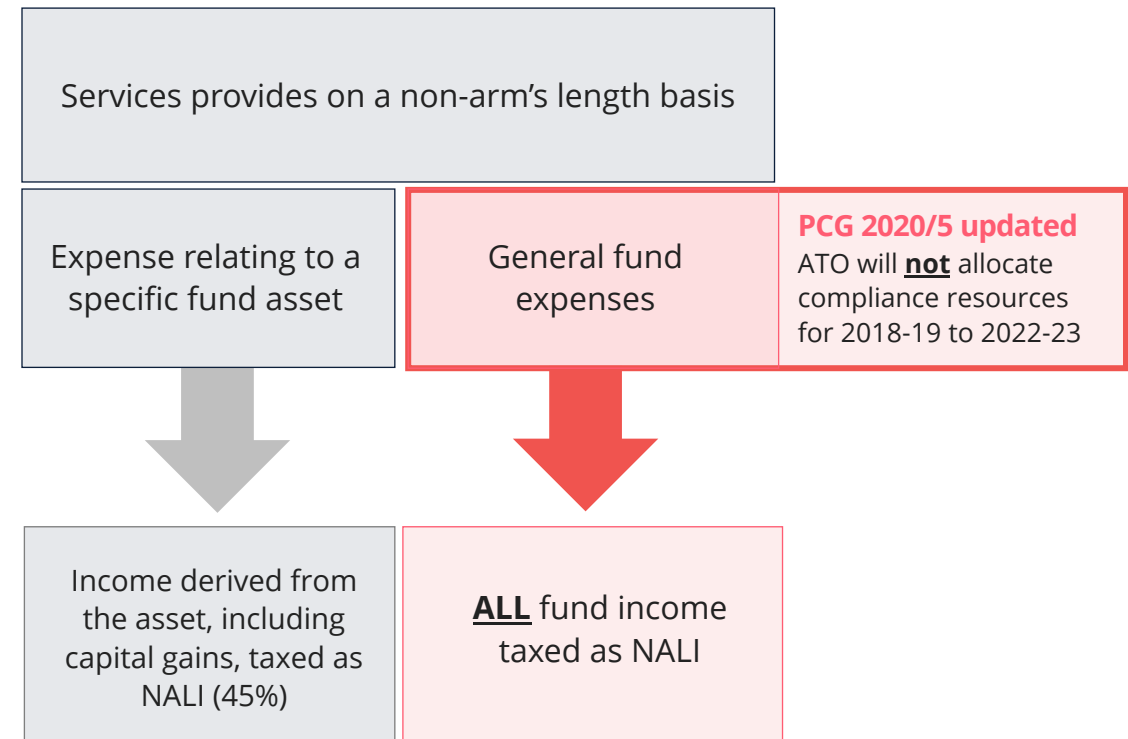 Services provides on a non-arm’s length basis
Expense relating to a
specific fund asset
General fund
expenses
PCG 2020/5 updated
ATO will not allocate
compliance resources
for 2018-19 to 2022-23
Income derived from
the asset, including
capital gains, taxed as
NALI (45%)
ALL fund income
taxed as NALI